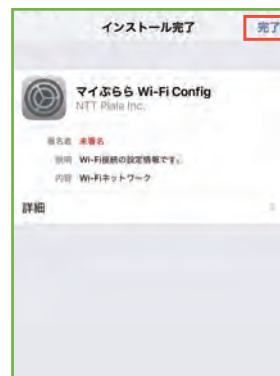 インストール完了
完了
マイぷらら Wi-Fi Config
NTT Plala Inc.
署名者 未署名
説明 Wi-Fi接続の設定情報です。
内容 Wi-Fiネットワーク
詳細